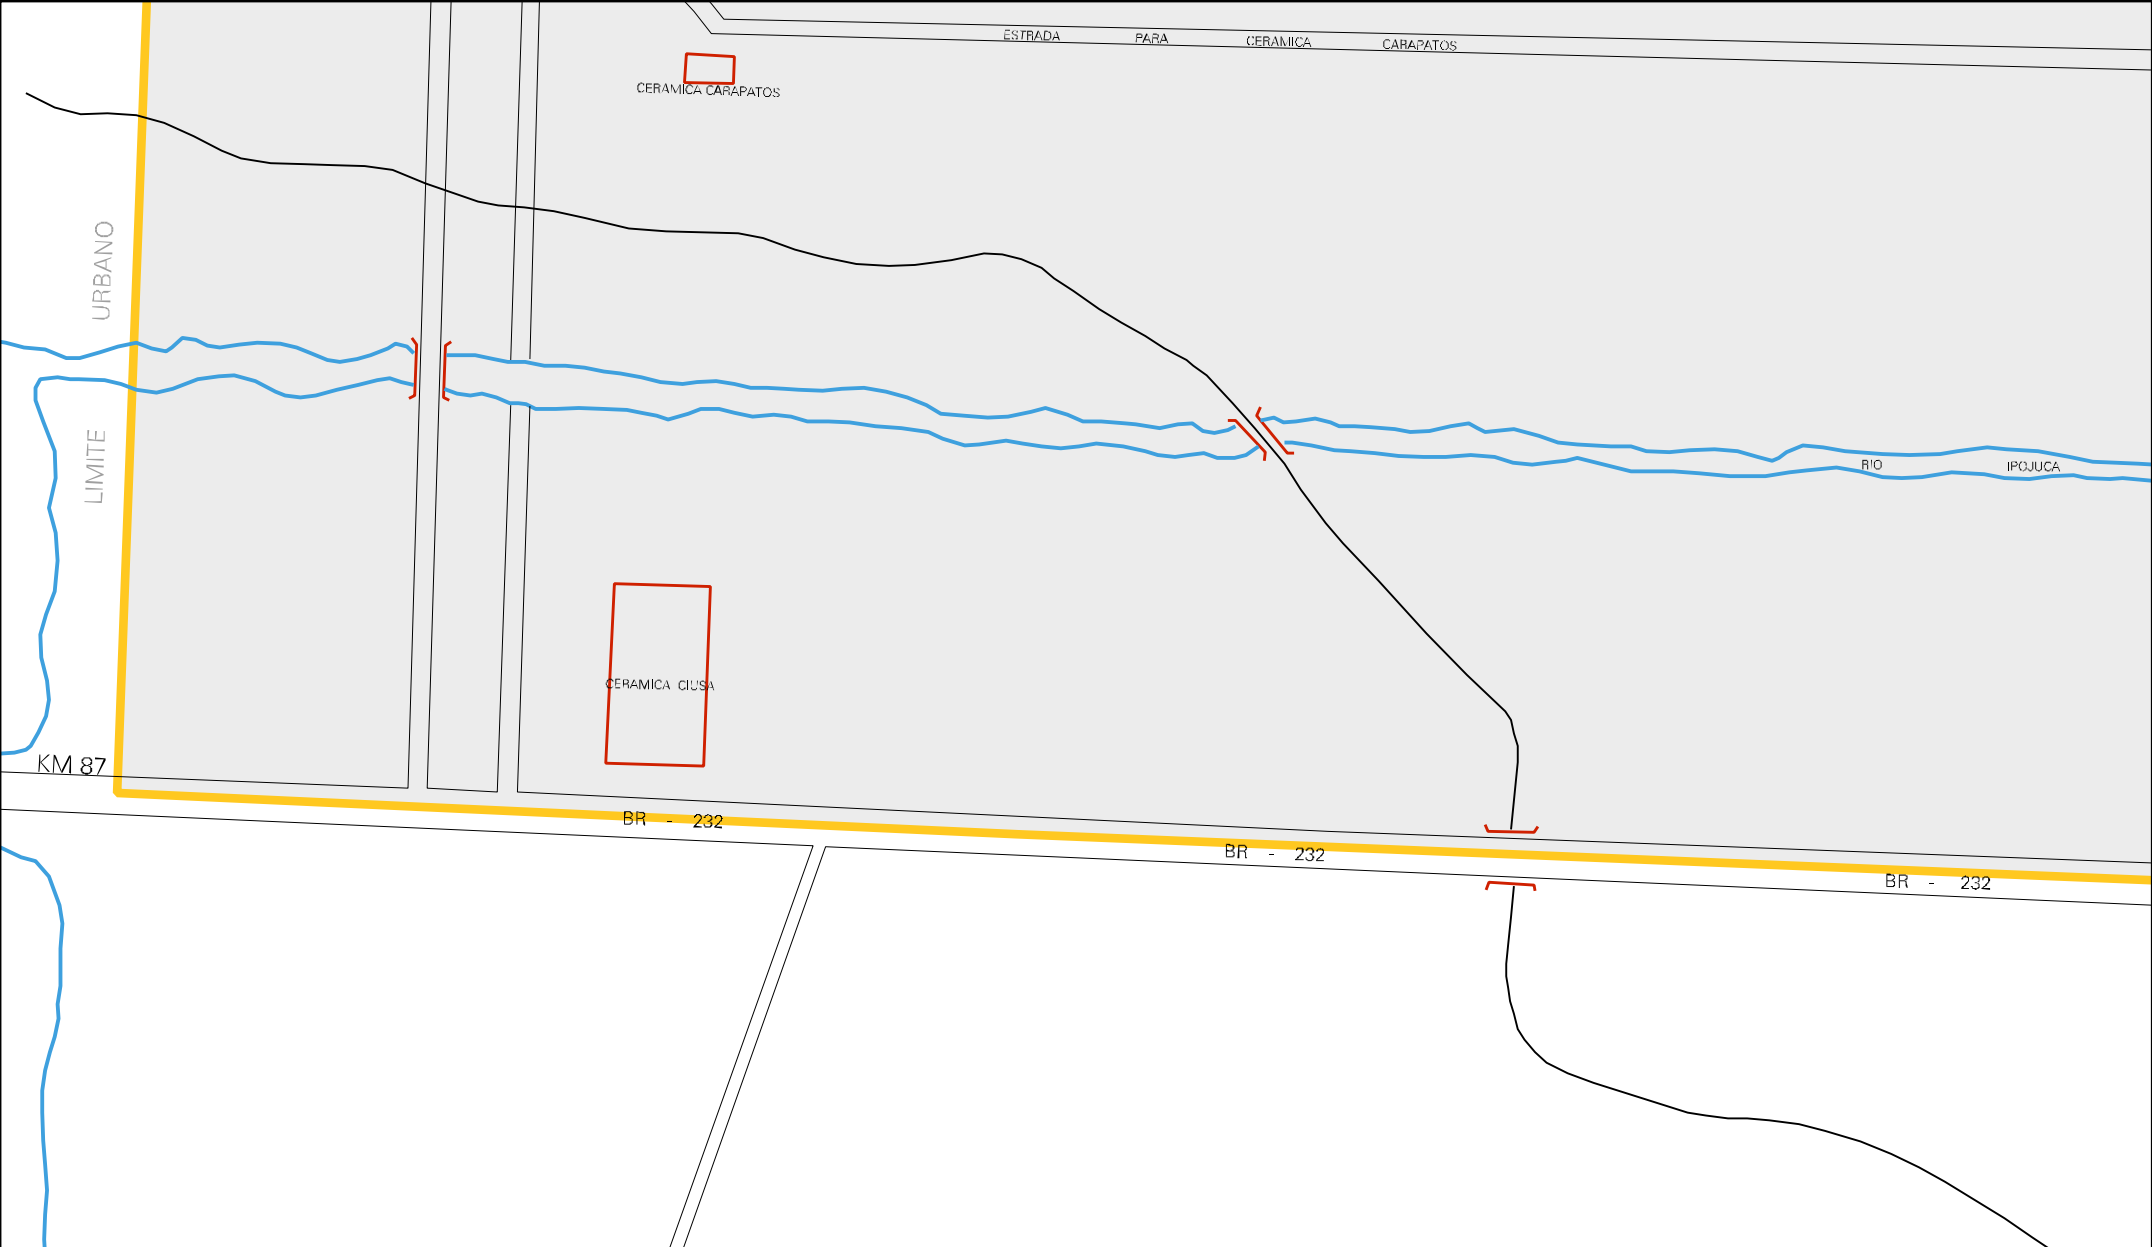 ESTRADA PARA CERAMICA CARAPATOS
CERAMICA CARAPATOS
URBANO
LIMITE
RIO IPOJUCA
CERAMICA CIUSA
KM 87
BR - 232
BR - 232
BR - 232